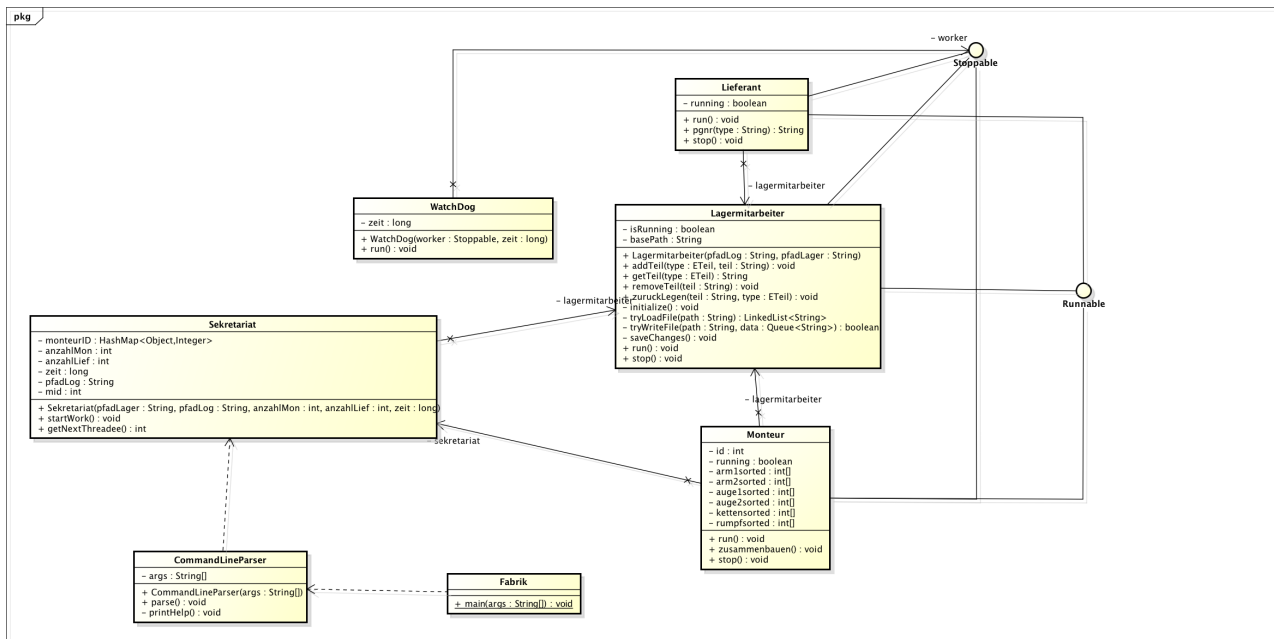 pkg
- worker
Stoppable
Lieferant
- running : boolean
+ run() : void
+ pgnr(type : String) : String
+ stop() : void
- lagermitarbeiter
WatchDog
- zeit : long
+ WatchDog(worker : Stoppable, zeit : long)
+ run() : void
Lagermitarbeiter
- isRunning : boolean
- basePath : String
+ Lagermitarbeiter(pfadLog : String, pfadLager : String)
+ addTeil(type : ETeil, teil : String) : void
+ getTeil(type : ETeil) : String
+ removeTeil(teil : String) : void
+ zuruckLegen(teil : String, type : ETeil) : void
- initialize() : void
- tryLoadFile(path : String) : LinkedList<String>
- tryWriteFile(path : String, data : Queue<String>) : boolean
- saveChanges() : void
+ run() : void
+ stop() : void
Runnable
- lagermitarbeiter
Sekretariat
- monteurID : HashMap<Object,Integer>
- anzahlMon : int
- anzahlLief : int
- zeit : long
- pfadLog : String
- mid : int
+ Sekretariat(pfadLager : String, pfadLog : String, anzahlMon : int, anzahlLief : int, zeit : long)
+ startWork() : void
+ getNextThreadee() : int
- sekretariat
- lagermitarbeiter
Monteur
- id : int
- running : boolean
- arm1sorted : int[]
- arm2sorted : int[]
- auge1sorted : int[]
- auge2sorted : int[]
- kettensorted : int[]
- rumpfsorted : int[]
+ run() : void
+ zusammenbauen() : void
+ stop() : void
CommandLineParser
- args : String[]
+ CommandLineParser(args : String[])
+ parse() : void
- printHelp() : void
Fabrik
+ main(args : String[]) : void